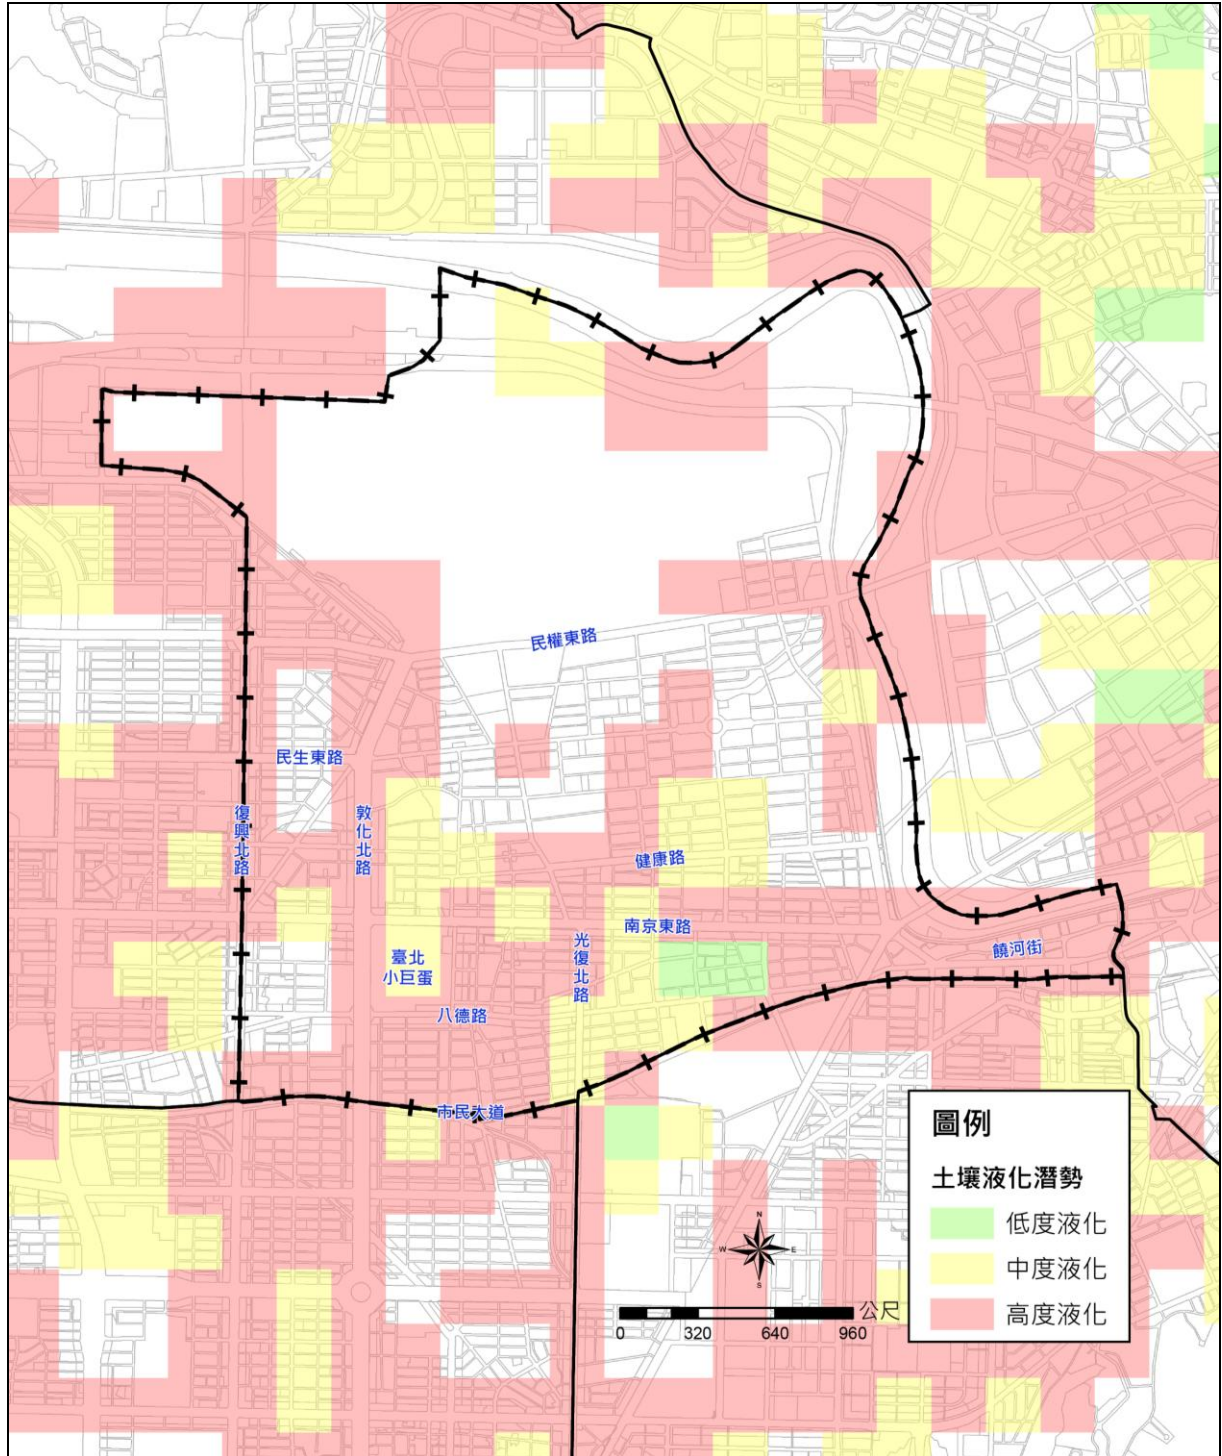 民權東路
民生東路
復興北路
敦化北路
健康路
南京東路
光復北路
饒河街
臺北
小巨蛋
八德路
市民大道
圖例
土壤液化潛勢
低度液化
中度液化
高度液化
N
W
E
S
公尺
0 320 640 960